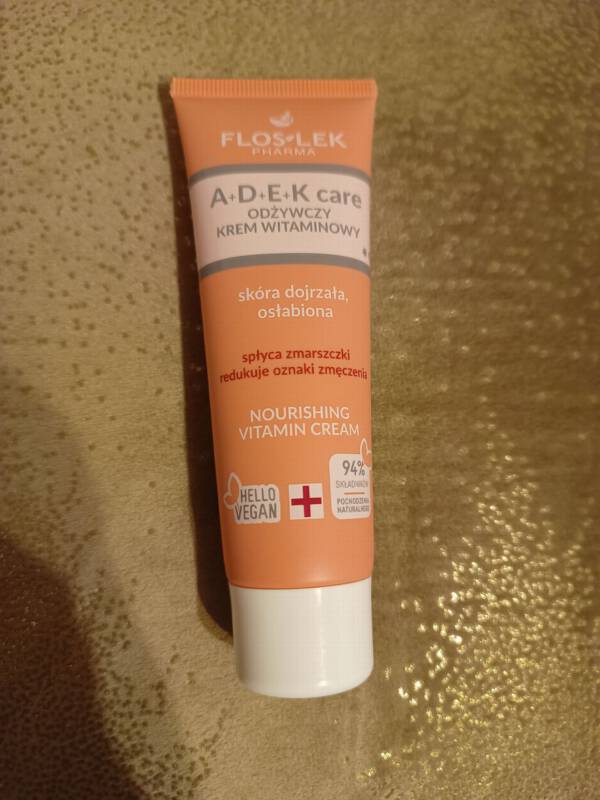 FLOS•LEK
PHARMA
A+D+E+K care
ODŻYWCZY
KREM WITAMINOWY
skóra dojrzała,
osłabiona
spłyca zmarszczki
redukuje oznaki zmęczenia
NOURISHING
VITAMIN CREAM
HELLO
VEGAN
94%
SKŁADNIKÓW
POCHODZENIA
NATURALNEGO